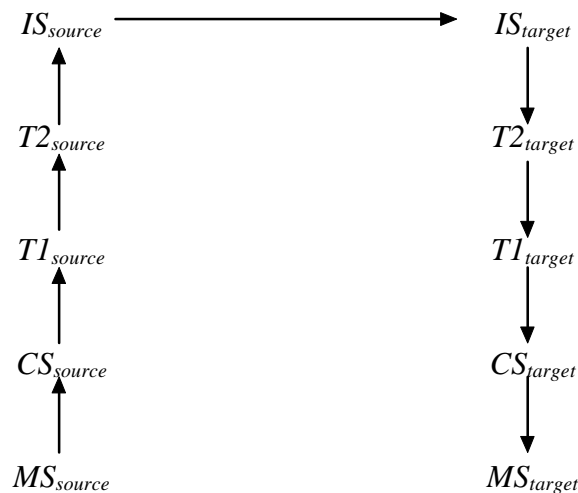 IS_source IS_target
T2_source T2_target
T1_source T1_target
CS_source CS_target
MS_source MS_target